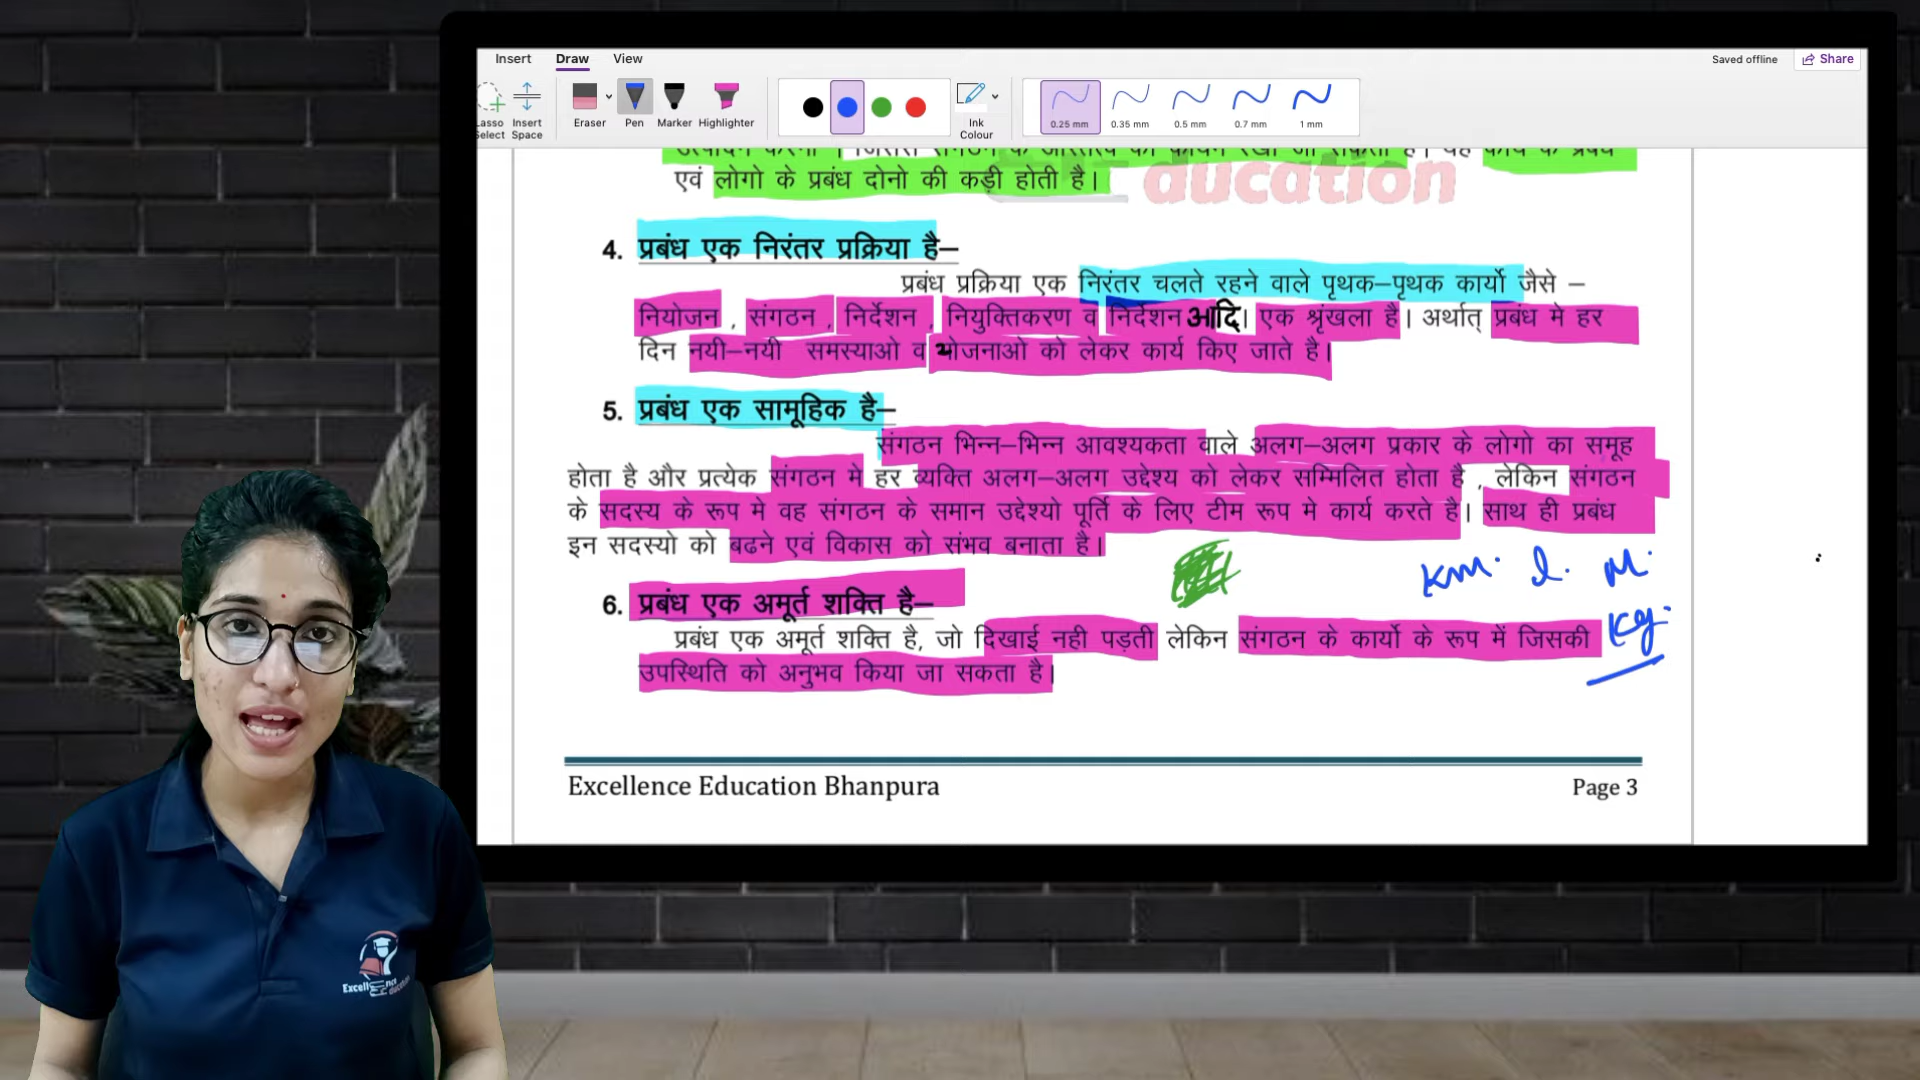 Insert Draw View Saved offline Share
Lasso Select Insert Space Eraser Pen Marker Highlighter Ink Colour 0.25 mm 0.35 mm 0.5 mm 0.7 mm 1 mm
ducation
एवं लोगो के प्रबंध दोनो की कड़ी होती है।
4. प्रबंध एक निरंतर प्रक्रिया है–
प्रबंध प्रक्रिया एक निरंतर चलते रहने वाले पृथक–पृथक कार्यो जैसे –
नियोजन , संगठन , निर्देशन , नियुक्तिकरण व निर्देशन आदि। एक श्रृंखला है। अर्थात् प्रबंध मे हर
दिन नयी–नयी समस्याओ व को लेकर कार्य किए जाते है।
5. प्रबंध एक सामूहिक है–
संगठन भिन्न–भिन्न आवश्यकता वाले अलग–अलग प्रकार के लोगो का समूह
होता है और प्रत्येक संगठन मे हर व्यक्ति अलग–अलग उद्देश्य को लेकर सम्मिलित होता है , लेकिन संगठन
के सदस्य के रूप मे वह संगठन के समान उद्देश्यो पूर्ति के लिए टीम रूप मे कार्य करते है। साथ ही प्रबंध
इन सदस्यो को बढने एवं विकास को संभव बनाता है।
km. l. M.
6. प्रबंध एक अमूर्त शक्ति है–
प्रबंध एक अमूर्त शक्ति है, जो दिखाई नही पड़ती लेकिन संगठन के कार्यो के रूप में जिसकी
kg.
उपस्थिति को अनुभव किया जा सकता है।
Excellence Education Bhanpura Page 3